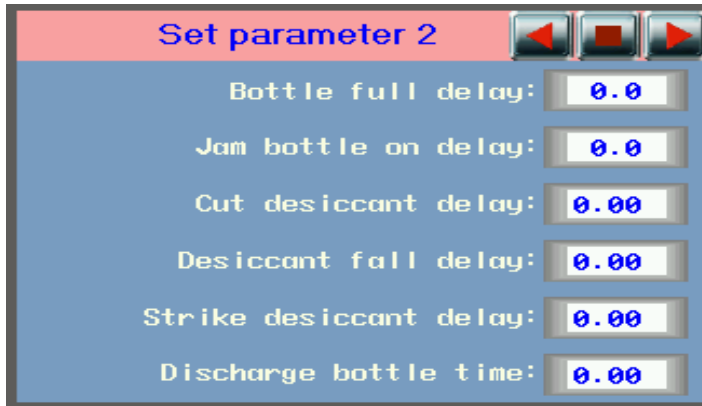 Set parameter 2
Bottle full delay: 0.0
Jam bottle on delay: 0.0
Cut desiccant delay: 0.00
Desiccant fall delay: 0.00
Strike desiccant delay: 0.00
Discharge bottle time: 0.00